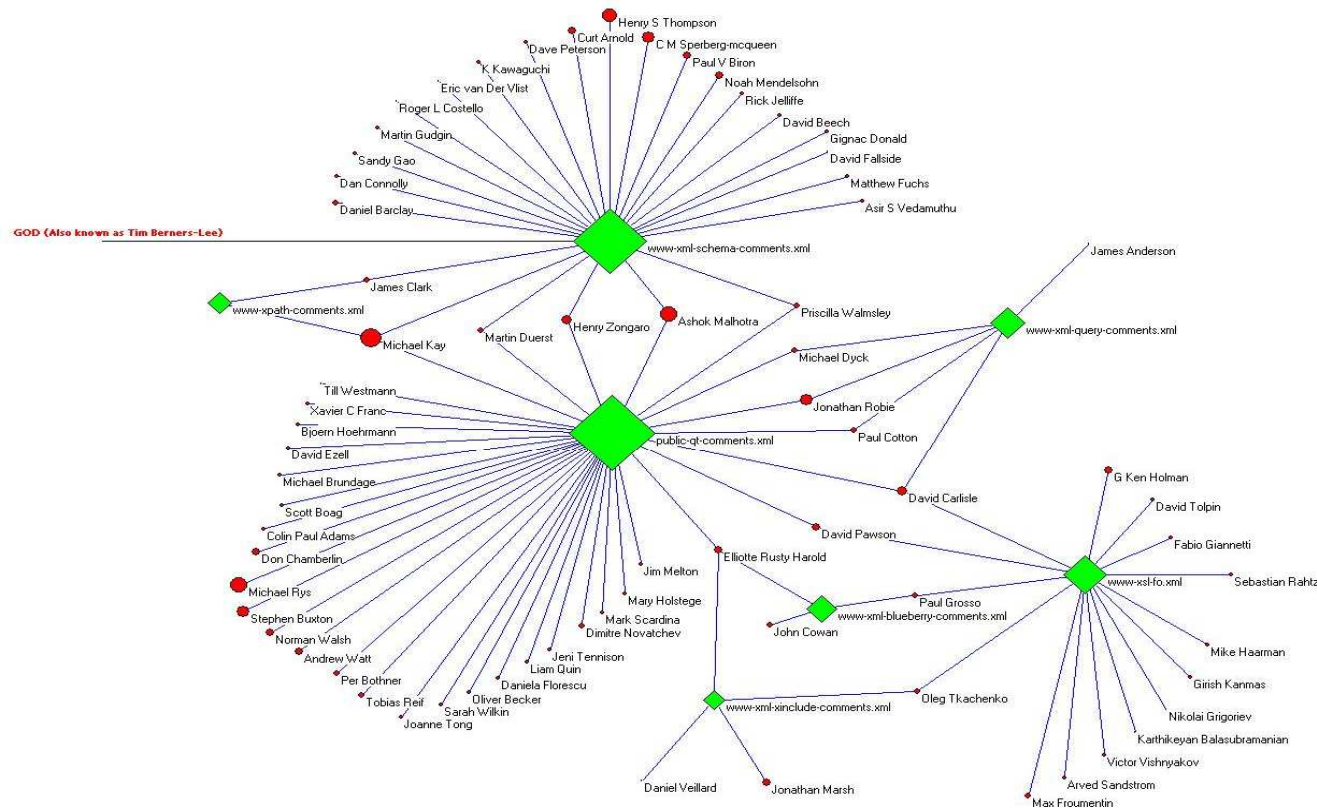 Henry S Thompson
Curt Arnold
C M Sperberg-mcqueen
Dave Peterson
Paul V Biron
K Kawaguchi
Noah Mendelsohn
Eric van Der Vlist
Rick Jelliffe
Roger L Costello
David Beech
Martin Gudgin
Gignac Donald
Sandy Gao
David Fallside
Dan Connolly
Matthew Fuchs
Daniel Barclay
Asir S Vedamuthu
GOD (Also known as Tim Berners-Lee)
www-xml-schema-comments.xml
James Anderson
James Clark
www-xpath-comments.xml
Priscilla Walmsley
Ashok Malhotra
Henry Zongaro
Martin Duerst
www-xml-query-comments.xml
Michael Kay
Michael Dyck
Till Westmann
Xavier C Franc
Jonathan Robie
Bjoern Hoehrmann
Paul Cotton
public-qt-comments.xml
David Ezell
Michael Brundage
G Ken Holman
Scott Boag
David Carlisle
David Tolpin
Colin Paul Adams
David Pawson
Fabio Giannetti
Don Chamberlin
Elliotte Rusty Harold
Jim Melton
www-xsl-fo.xml
Sebastian Rahtz
Michael Rys
Mary Holstege
Paul Grosso
Stephen Buxton
Mark Scardina
www-xml-blueberry-comments.xml
Dimitre Novatchev
John Cowan
Norman Walsh
Mike Haarman
Andrew Watt
Jeni Tennison
Liam Quin
Per Bothner
Daniela Florescu
Girish Kanmas
Oliver Becker
Oleg Tkachenko
Tobias Reif
Sarah Wilkin
www-xml-xinclude-comments.xml
Nikolai Grigoriev
Joanne Tong
Karthikeyan Balasubramanian
Victor Vishnyakov
Daniel Veillard
Jonathan Marsh
Arved Sandstrom
Max Froumentin